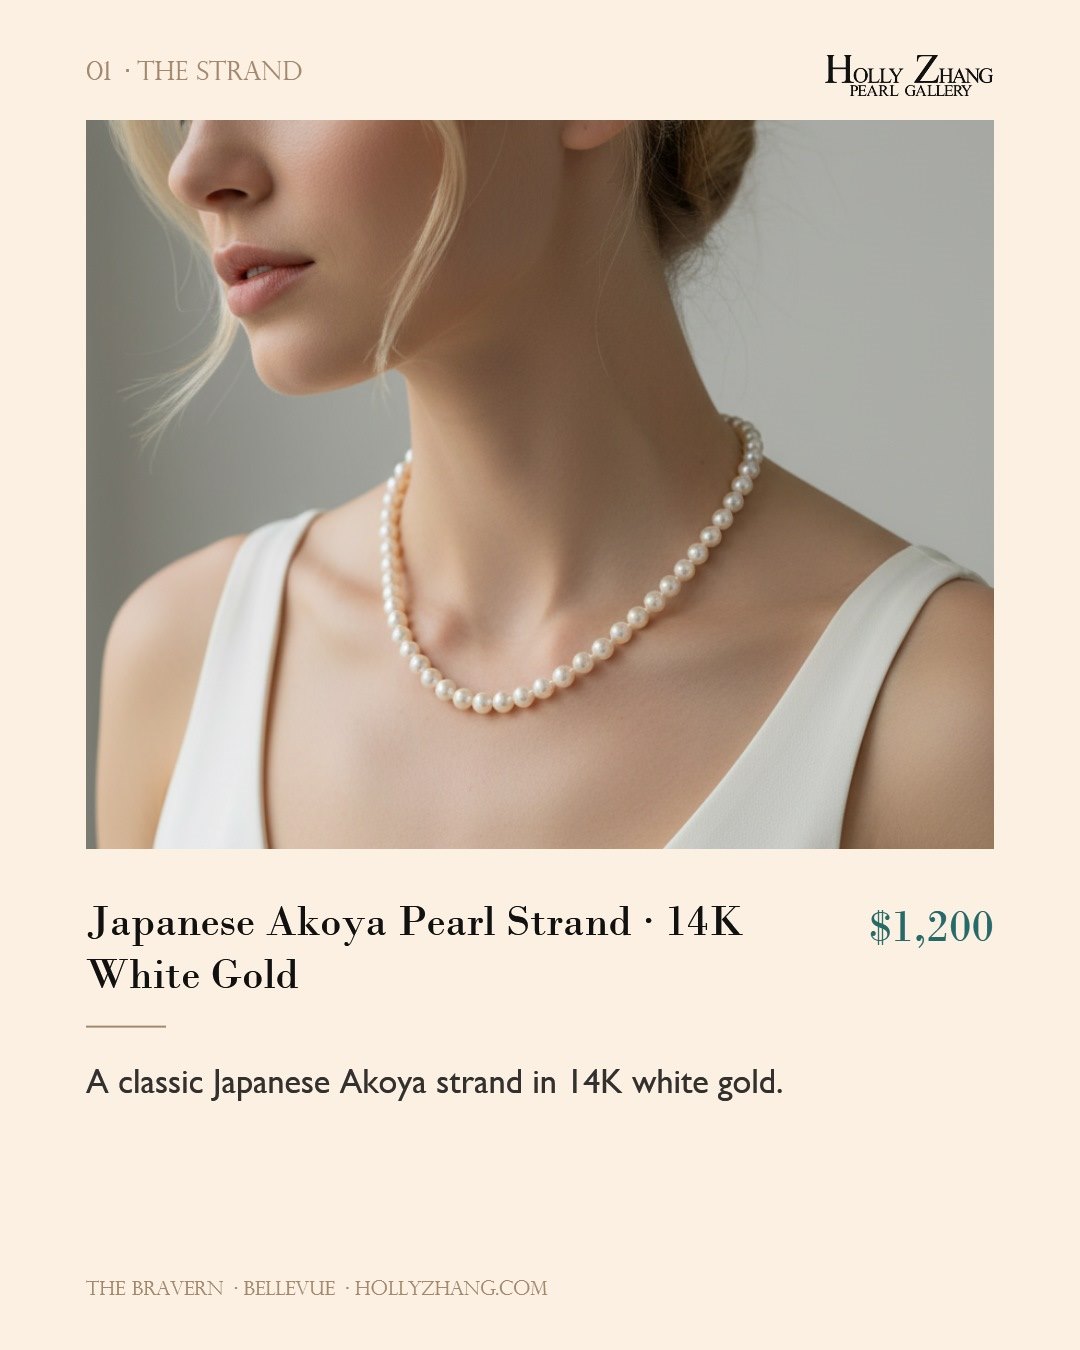 01 · THE STRAND
HOLLY ZHANG
PEARL GALLERY
Japanese Akoya Pearl Strand · 14K
White Gold
$1,200
A classic Japanese Akoya strand in 14K white gold.
THE BRAVERN · BELLEVUE · HOLLYZHANG.COM